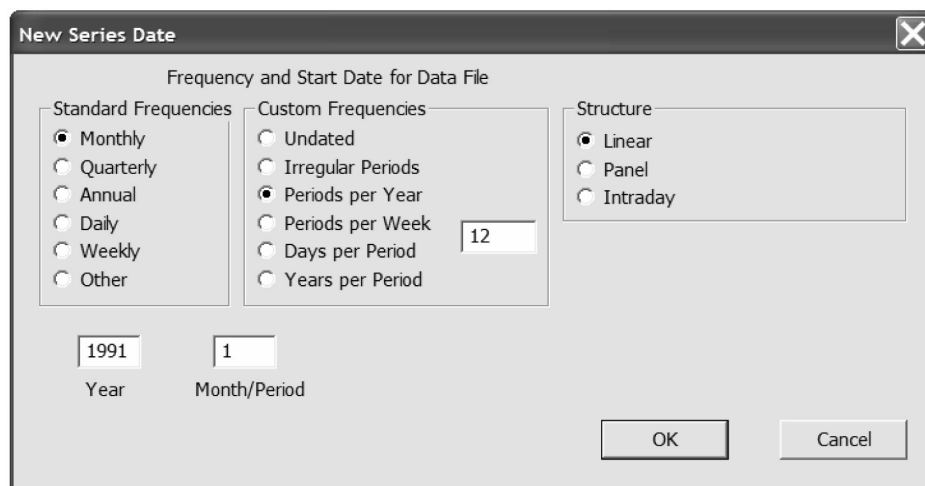 New Series Date
Frequency and Start Date for Data File
Standard Frequencies
Monthly
Quarterly
Annual
Daily
Weekly
Other
Custom Frequencies
Undated
Irregular Periods
Periods per Year
Periods per Week
Days per Period
Years per Period
12
Structure
Linear
Panel
Intraday
1991
Year
1
Month/Period
OK
Cancel